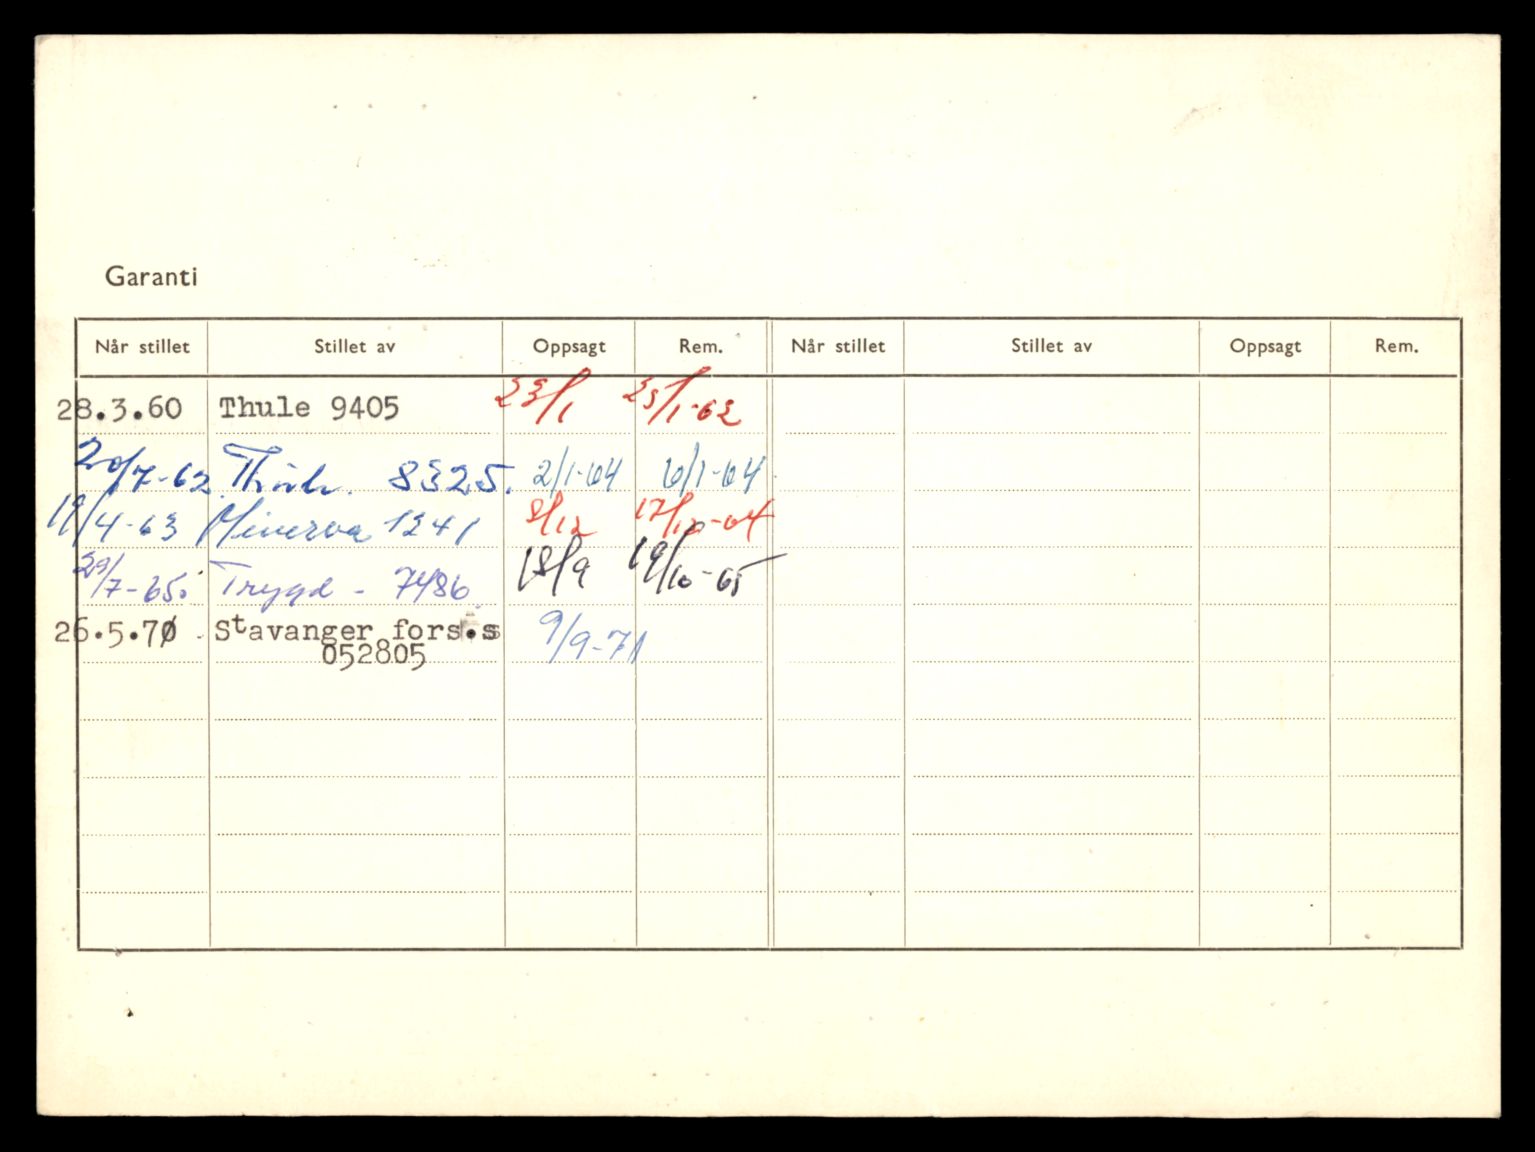 Garanti
Når stillet Stillet av Oppsagt Rem. Når stillet Stillet av Oppsagt Rem.
28.3.60 Thule 9405 23/1 25/1-62
20/7-62 8325. 2/1-64 6/1-64
19/4-63 Minerva 1241 8/12 17/12-64
29/7-65. Trygd - 7486 18/9 19/10-65
26.5.70 Stavanger fors.s 9/9-71
052805